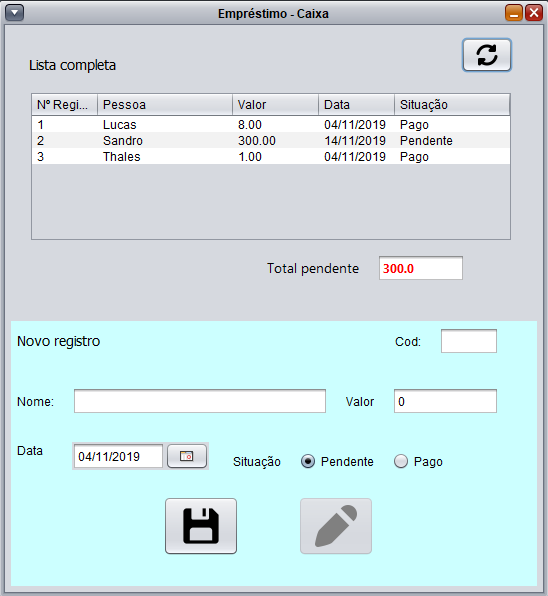 Empréstimo - Caixa
Lista completa
Nº Regi... Pessoa Valor Data Situação
1 Lucas 8.00 04/11/2019 Pago
2 Sandro 300.00 14/11/2019 Pendente
3 Thales 1.00 04/11/2019 Pago
Total pendente 300.0
Novo registro Cod:
Nome: Valor 0
Data 04/11/2019 Situação Pendente Pago